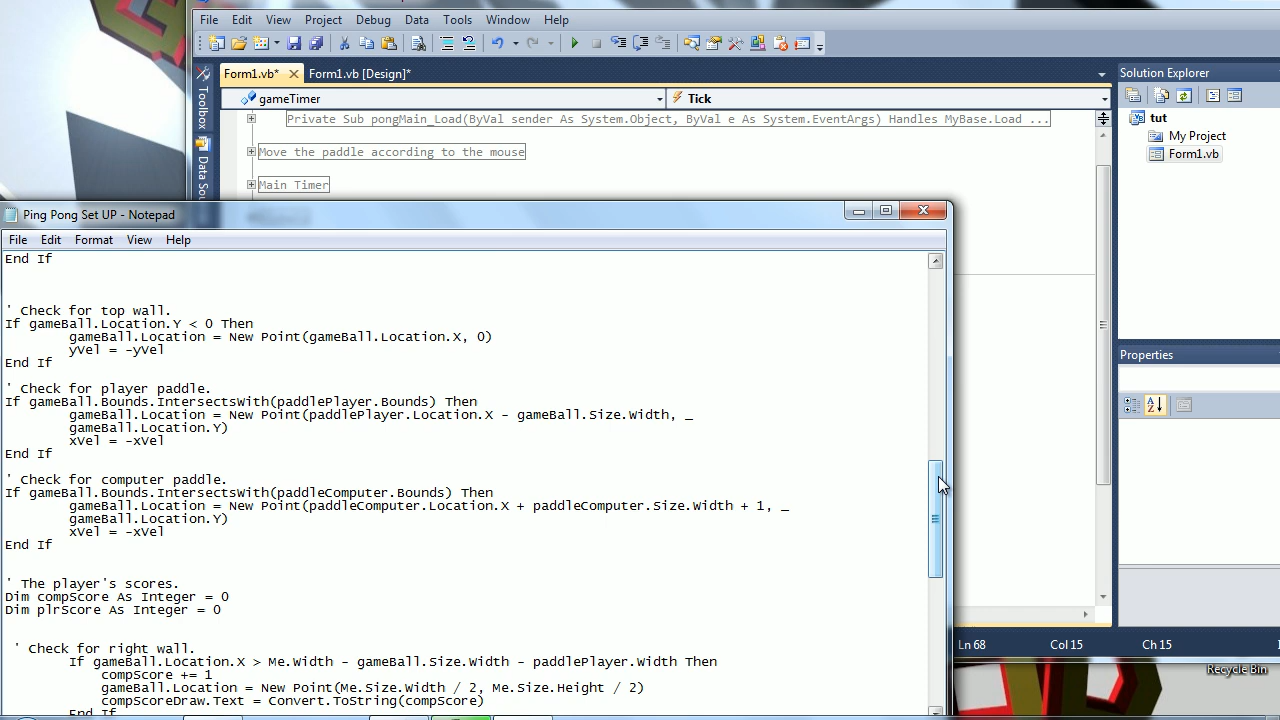 File Edit View Project Debug Data Tools Window Help
Form1.vb* Form1.vb [Design]* Solution Explorer
Toolbox
gameTimer Tick
Private Sub pongMain_Load(ByVal sender As System.Object, ByVal e As System.EventArgs) Handles MyBase.Load ...
tut
My Project
Move the paddle according to the mouse
Form1.vb
Main Timer
Ping Pong Set UP - Notepad
File Edit Format View Help
End If
' Check for top wall.
If gameBall.Location.Y < 0 Then
gameBall.Location = New Point(gameBall.Location.X, 0)
yVel = -yVel
End If
Properties
' Check for player paddle.
If gameBall.Bounds.IntersectsWith(paddlePlayer.Bounds) Then
gameBall.Location = New Point(paddlePlayer.Location.X - gameBall.Size.Width, _
gameBall.Location.Y)
xVel = -xVel
End If
' Check for computer paddle.
If gameBall.Bounds.IntersectsWith(paddleComputer.Bounds) Then
gameBall.Location = New Point(paddleComputer.Location.X + paddleComputer.Size.Width + 1, _
gameBall.Location.Y)
xVel = -xVel
End If
' The player's scores.
Dim compScore As Integer = 0
Dim plrScore As Integer = 0
' Check for right wall.
If gameBall.Location.X > Me.Width - gameBall.Size.Width - paddlePlayer.Width Then
compScore += 1
gameBall.Location = New Point(Me.Size.Width / 2, Me.Size.Height / 2)
compScoreDraw.Text = Convert.ToString(compScore)
End If
Ln 68 Col 15 Ch 15
Recycle Bin